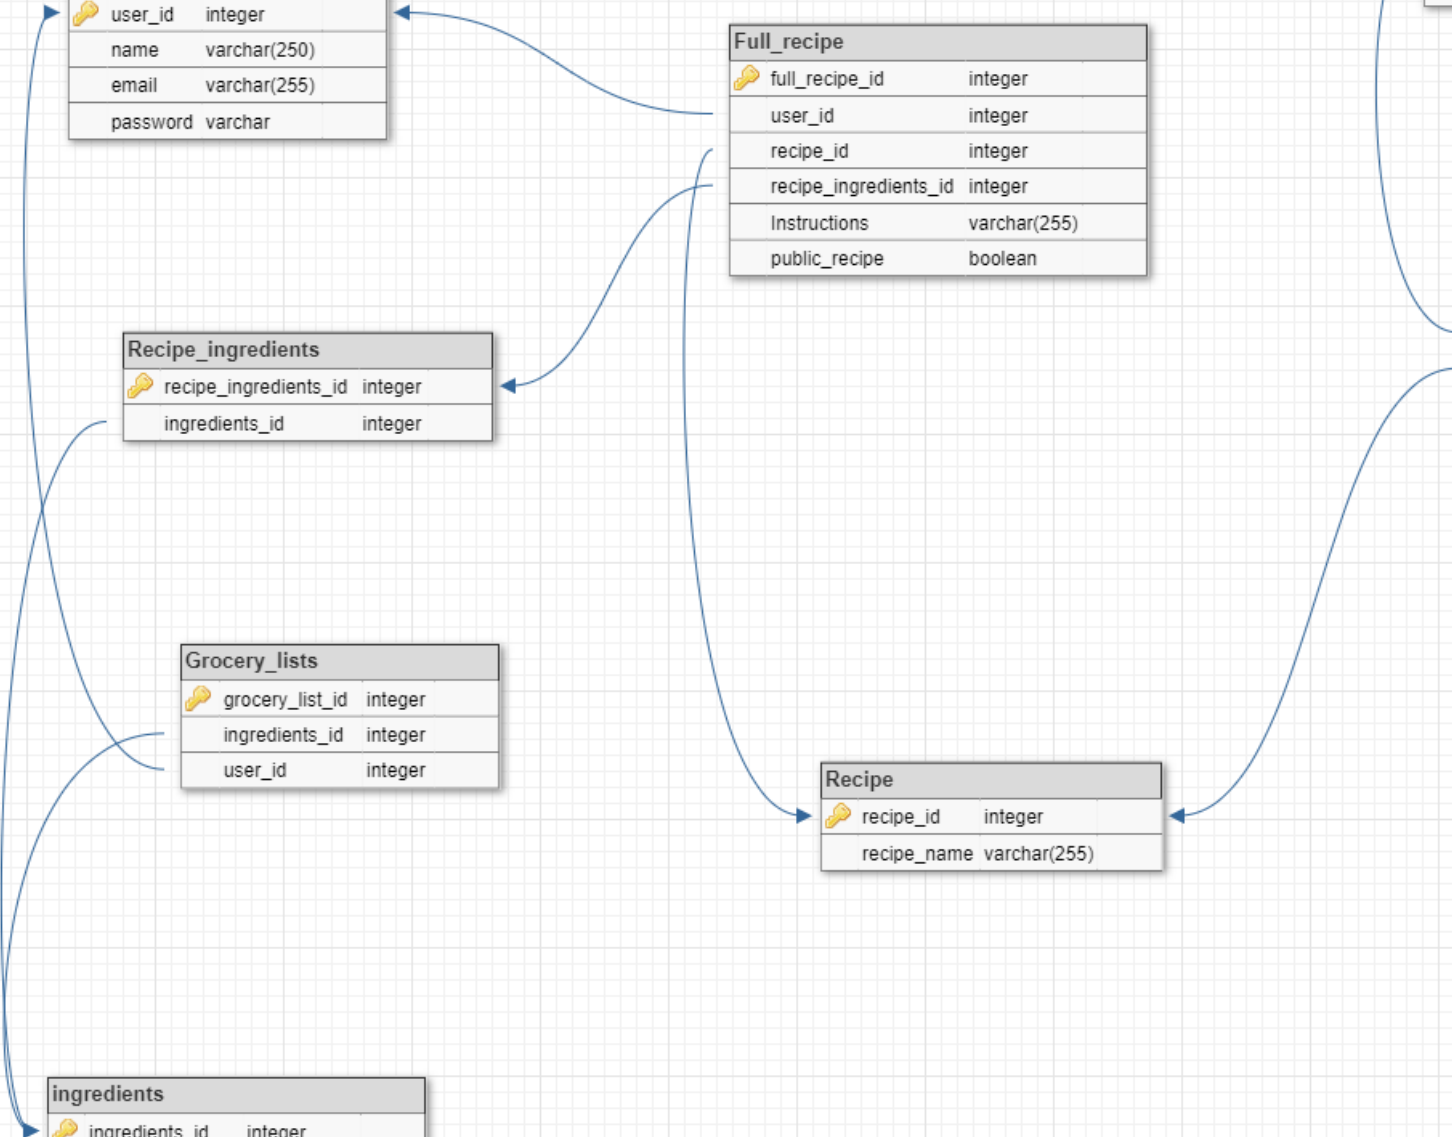 user_id integer
name varchar(250)
email varchar(255)
password varchar
Full_recipe
full_recipe_id integer
user_id integer
recipe_id integer
recipe_ingredients_id integer
Instructions varchar(255)
public_recipe boolean
Recipe_ingredients
recipe_ingredients_id integer
ingredients_id integer
Grocery_lists
grocery_list_id integer
ingredients_id integer
user_id integer
Recipe
recipe_id integer
recipe_name varchar(255)
ingredients
ingredients_id integer